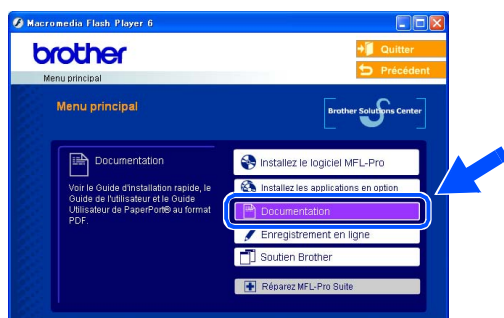 Macromedia Flash Player 6
brother
Quitter
Précédent
Menu principal
Menu principal
Brother Solutions Center
Documentation
Voir le Guide d'installation rapide, le
Guide de l'utilisateur et le Guide
Utilisateur de PaperPort® au format
PDF.
Installez le logiciel MFL-Pro
Installez les applications en option
Documentation
Enregistrement en ligne
Soutien Brother
Réparez MFL-Pro Suite